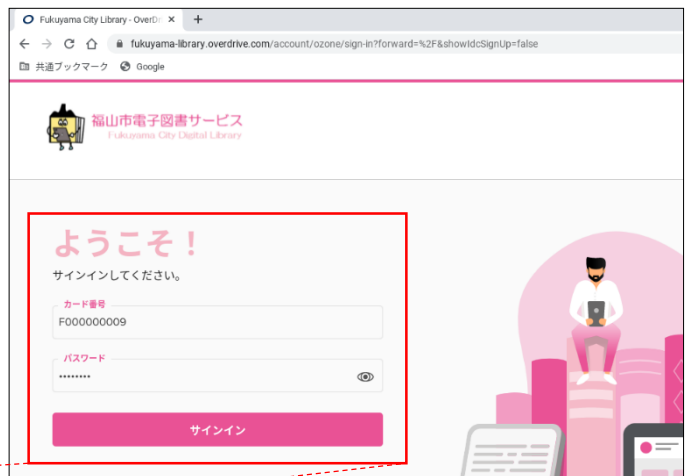 Fukuyama City Library - OverDr
fukuyama-library.overdrive.com/account/ozone/sign-in?forward=%2F&showIdcSignUp=false
共通ブックマーク Google
福山市電子図書サービス
Fukuyama City Digital Library
ようこそ！
サインインしてください。
カード番号
F000000009
パスワード
••••••••
サインイン